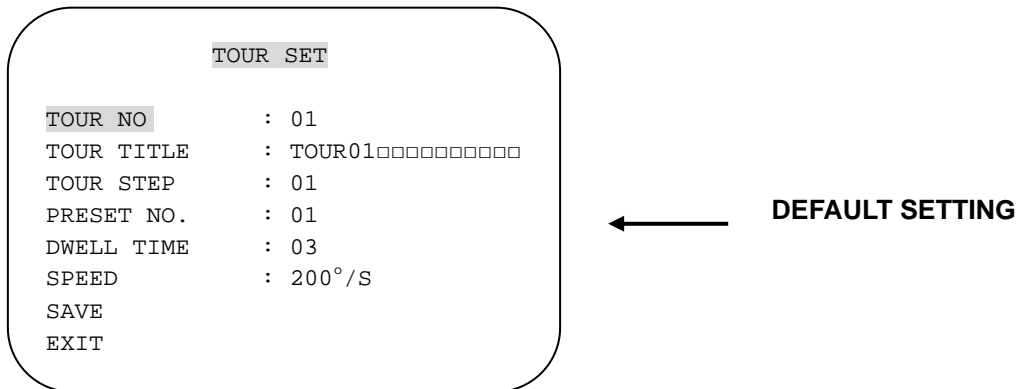 TOUR SET
TOUR NO : 01
TOUR TITLE : TOUR01□□□□□□□□□□
TOUR STEP : 01
PRESET NO. : 01
DWELL TIME : 03
SPEED : 200°/S
SAVE
EXIT
DEFAULT SETTING